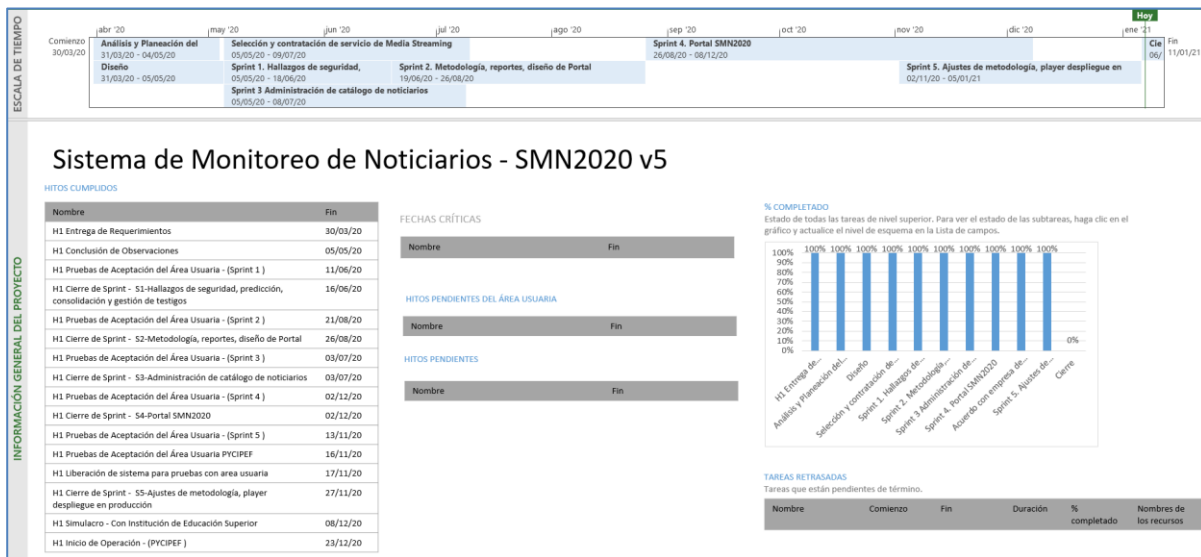 ESCALA DE TIEMPO
Hoy
abr '20
may '20
jun '20
jul '20
ago '20
sep '20
oct '20
nov '20
dic '20
ene '21
Comienzo
30/03/20
Fin
11/01/21
Análisis y Planeación del
31/03/20 - 04/05/20
Selección y contratación de servicio de Media Streaming
05/05/20 - 09/07/20
Sprint 4. Portal SMN2020
26/08/20 - 08/12/20
Cie
06/
Diseño
31/03/20 - 05/05/20
Sprint 1. Hallazgos de seguridad,
05/05/20 - 18/06/20
Sprint 2. Metodología, reportes, diseño de Portal
19/06/20 - 26/08/20
Sprint 5. Ajustes de metodología, player despliegue en
02/11/20 - 05/01/21
Sprint 3 Administración de catálogo de noticiarios
05/05/20 - 08/07/20
INFORMACIÓN GENERAL DEL PROYECTO
Sistema de Monitoreo de Noticiarios - SMN2020 v5
HITOS CUMPLIDOS
Nombre Fin
H1 Entrega de Requerimientos 30/03/20
H1 Conclusión de Observaciones 05/05/20
H1 Pruebas de Aceptación del Área Usuaria - (Sprint 1 ) 11/06/20
H1 Cierre de Sprint - S1-Hallazgos de seguridad, predicción, 16/06/20
consolidación y gestión de testigos
H1 Pruebas de Aceptación del Área Usuaria - (Sprint 2 ) 21/08/20
H1 Cierre de Sprint - S2-Metodología, reportes, diseño de Portal 26/08/20
H1 Pruebas de Aceptación del Área Usuaria - (Sprint 3 ) 03/07/20
H1 Cierre de Sprint - S3-Administración de catálogo de noticiarios 03/07/20
H1 Pruebas de Aceptación del Área Usuaria - (Sprint 4 ) 02/12/20
H1 Cierre de Sprint - S4-Portal SMN2020 02/12/20
H1 Pruebas de Aceptación del Área Usuaria - (Sprint 5 ) 13/11/20
H1 Pruebas de Aceptación del Área Usuaria PYCIPEF 16/11/20
H1 Liberación de sistema para pruebas con area usuaria 17/11/20
H1 Cierre de Sprint - S5-Ajustes de metodología, player 27/11/20
despliegue en producción
H1 Simulacro - Con Institución de Educación Superior 08/12/20
H1 Inicio de Operación - (PYCIPEF ) 23/12/20
FECHAS CRÍTICAS
Nombre Fin
HITOS PENDIENTES DEL ÁREA USUARIA
Nombre Fin
HITOS PENDIENTES
Nombre Fin
% COMPLETADO
Estado de todas las tareas de nivel superior. Para ver el estado de las subtareas, haga clic en el
gráfico y actualice el nivel de esquema en la Lista de campos.
100% 100% 100% 100% 100% 100% 100% 100% 100% 100%
0%
100%
90%
80%
70%
60%
50%
40%
30%
20%
10%
0%
H1 Entrega de...
Análisis y Planeación del...
Diseño
Selección y contratación de...
Sprint 1. Hallazgos de...
Sprint 2. Metodología,...
Sprint 3 Administración de...
Sprint 4. Portal SMN2020
Acuerdo con empresa de...
Sprint 5. Ajustes de...
Cierre
TAREAS RETRASADAS
Tareas que están pendientes de término.
Nombre Comienzo Fin Duración % Nombres de
completado los recursos